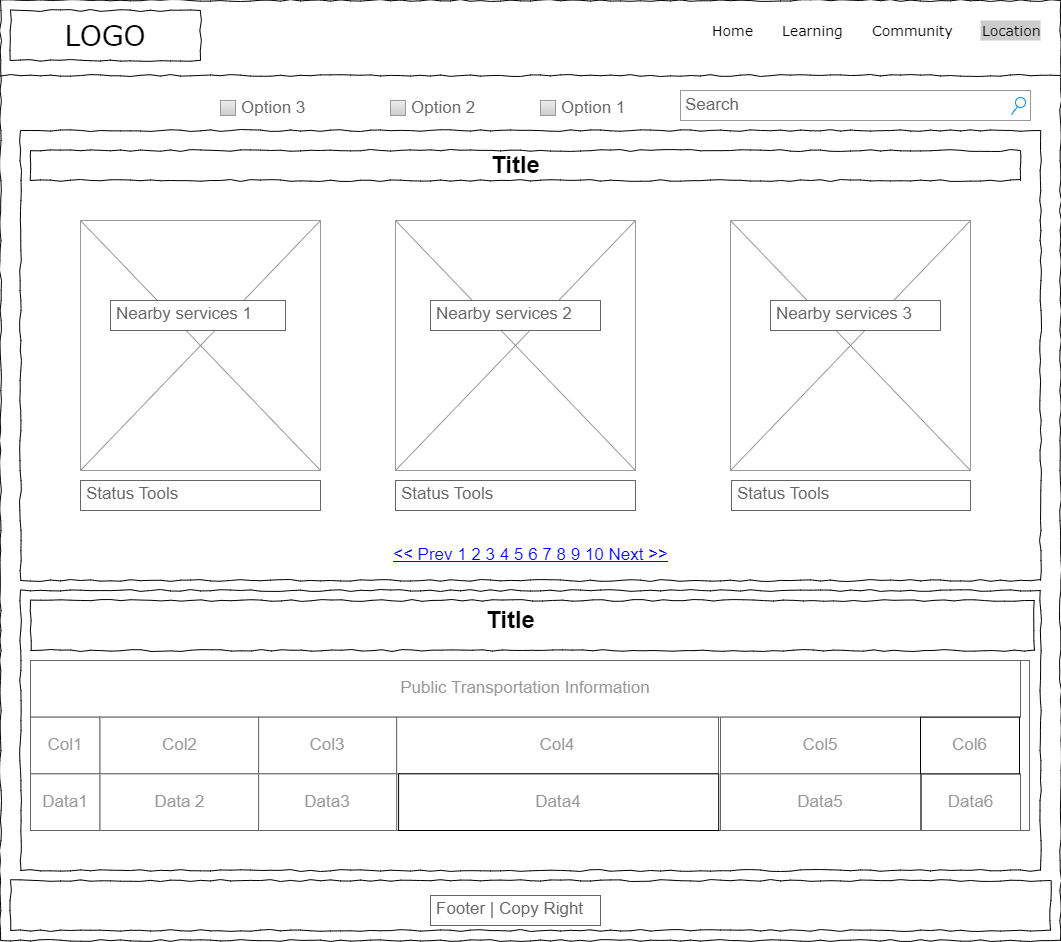 LOGO
Home Learning Community Location
Option 3 Option 2 Option 1 Search
Title
Nearby services 1 Nearby services 2 Nearby services 3
Status Tools Status Tools Status Tools
<< Prev 1 2 3 4 5 6 7 8 9 10 Next >>
Title
Public Transportation Information
Col1 Col2 Col3 Col4 Col5 Col6
Data1 Data 2 Data3 Data4 Data5 Data6
Footer | Copy Right